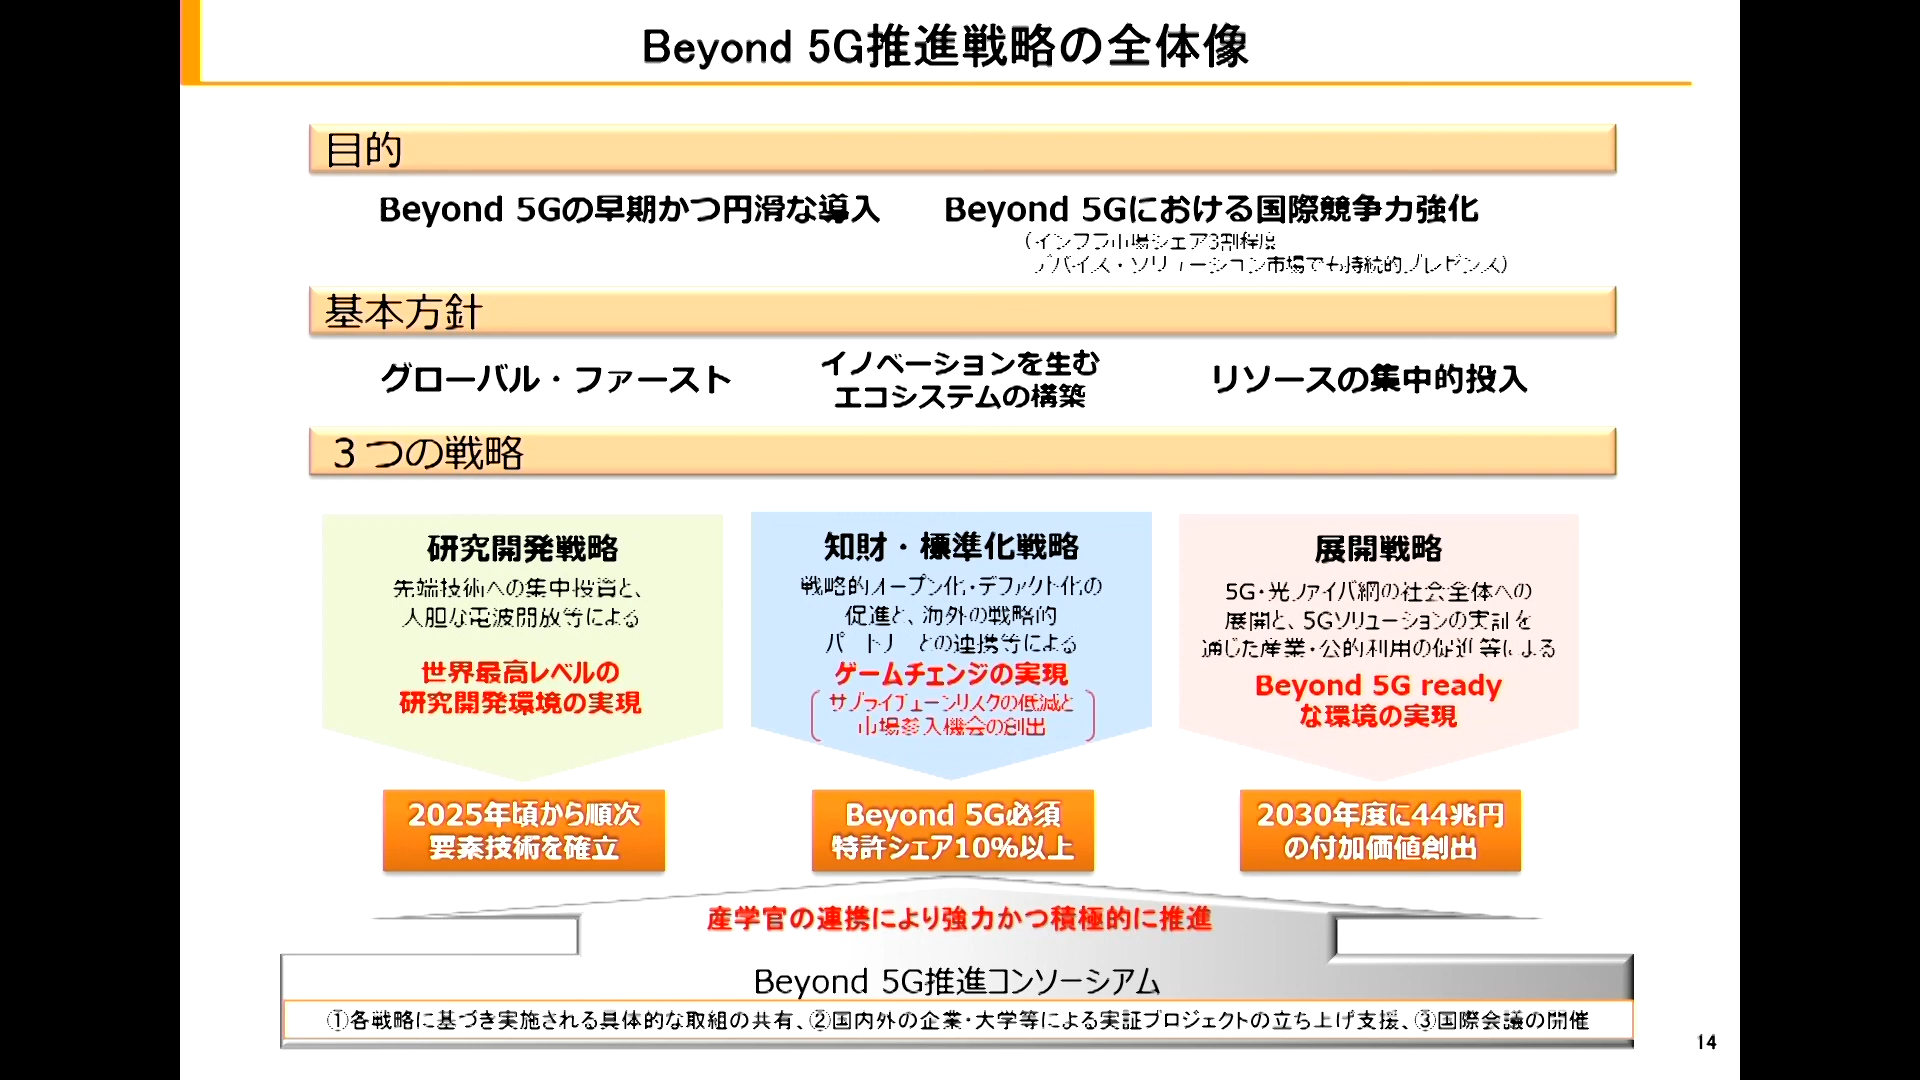 Beyond 5G推進戦略の全体像
目的
Beyond 5Gの早期かつ円滑な導入
Beyond 5Gにおける国際競争力強化
（インフラ市場シェア3割程度
デバイス・ソリューション市場でも持続的プレゼンス）
基本方針
グローバル・ファースト
イノベーションを生む
エコシステムの構築
リソースの集中的投入
３つの戦略
研究開発戦略
先端技術への集中投資と、
大胆な電波開放等による
世界最高レベルの
研究開発環境の実現
2025年頃から順次
要素技術を確立
知財・標準化戦略
戦略的オープン化・デファクト化の
促進と、海外の戦略的
パートナーとの連携等による
ゲームチェンジの実現
サプライチェーンリスクの低減と
市場参入機会の創出
Beyond 5G必須
特許シェア10%以上
展開戦略
5G・光ファイバ網の社会全体への
展開と、5Gソリューションの実証を
通じた産業・公的利用の促進等による
Beyond 5G ready
な環境の実現
2030年度に44兆円
の付加価値創出
産学官の連携により強力かつ積極的に推進
Beyond 5G推進コンソーシアム
①各戦略に基づき実施される具体的な取組の共有、②国内外の企業・大学等による実証プロジェクトの立ち上げ支援、③国際会議の開催
14